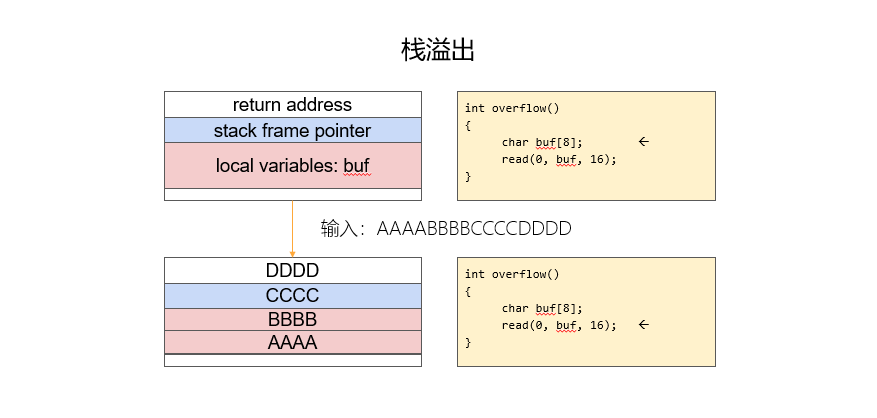 栈溢出
return address
stack frame pointer
local variables: buf
int overflow()
{
char buf[8]; ←
read(0, buf, 16);
}
输入：AAAABBBBCCCCDDDD
DDDD
CCCC
BBBB
AAAA
int overflow()
{
char buf[8];
read(0, buf, 16); ←
}